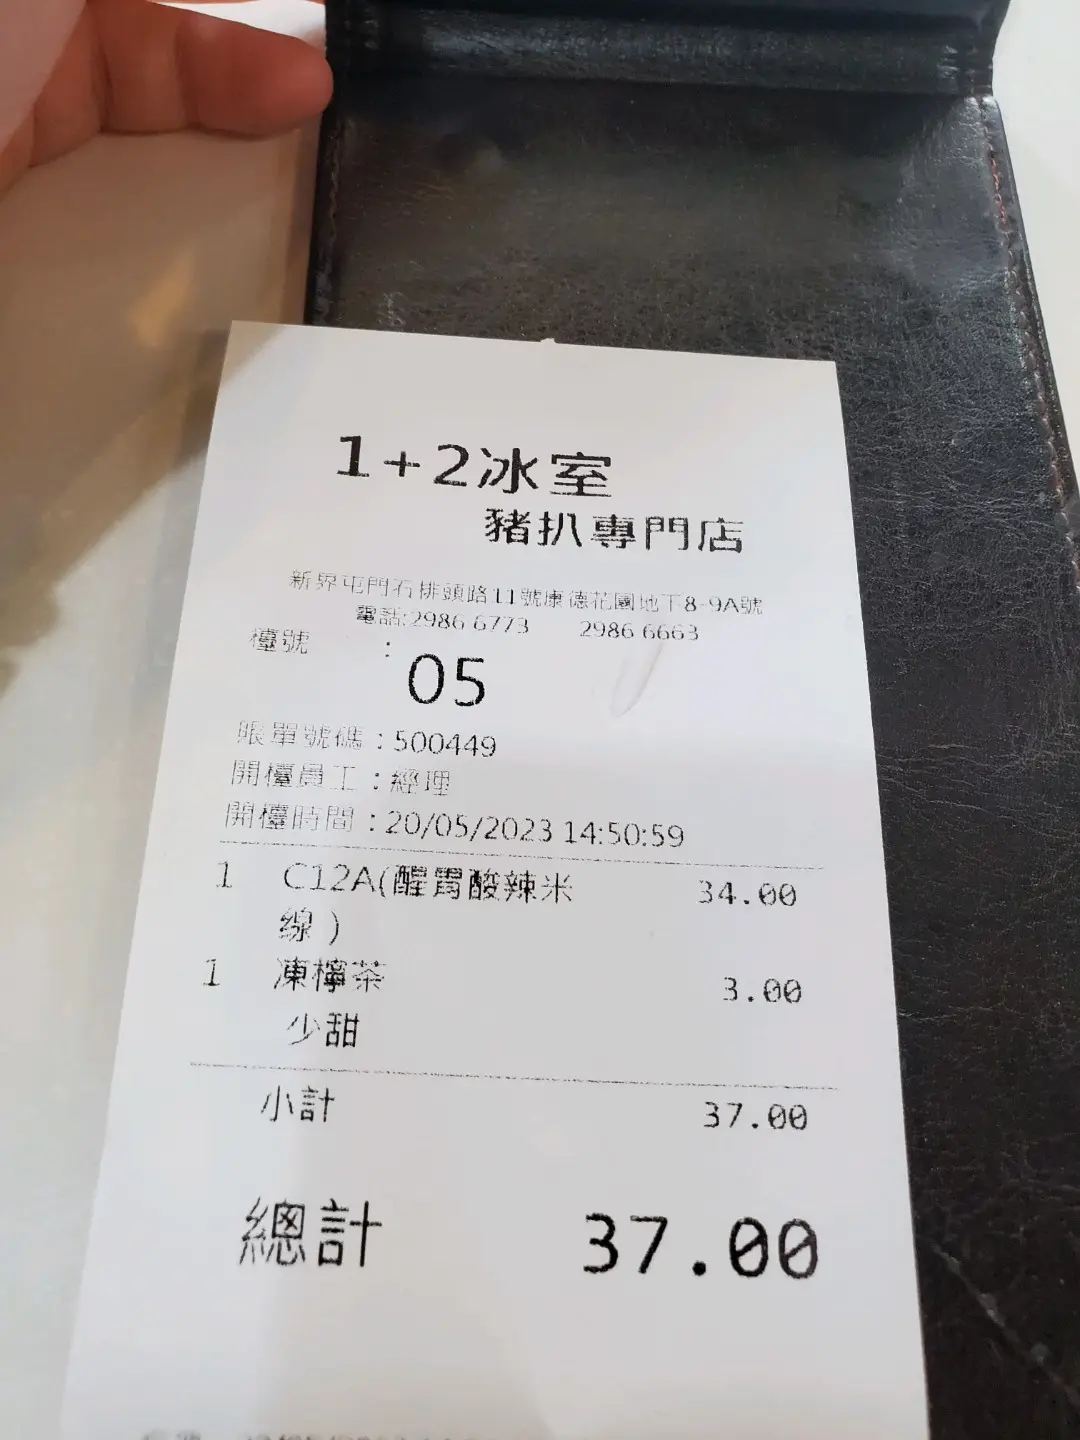 1+2冰室
豬扒專門店
新界屯門石排頭路11號康德花園地下8-9A號
電話:2986 6773 2986 6663
檯號 :
05
賬單號碼 : 500449
開檯員工 : 經理
開檯時間 : 20/05/2023 14:50:59
1 C12A(醒胃酸辣米 34.00
線)
1 凍檸茶 3.00
少甜
小計 37.00
總計 37.00